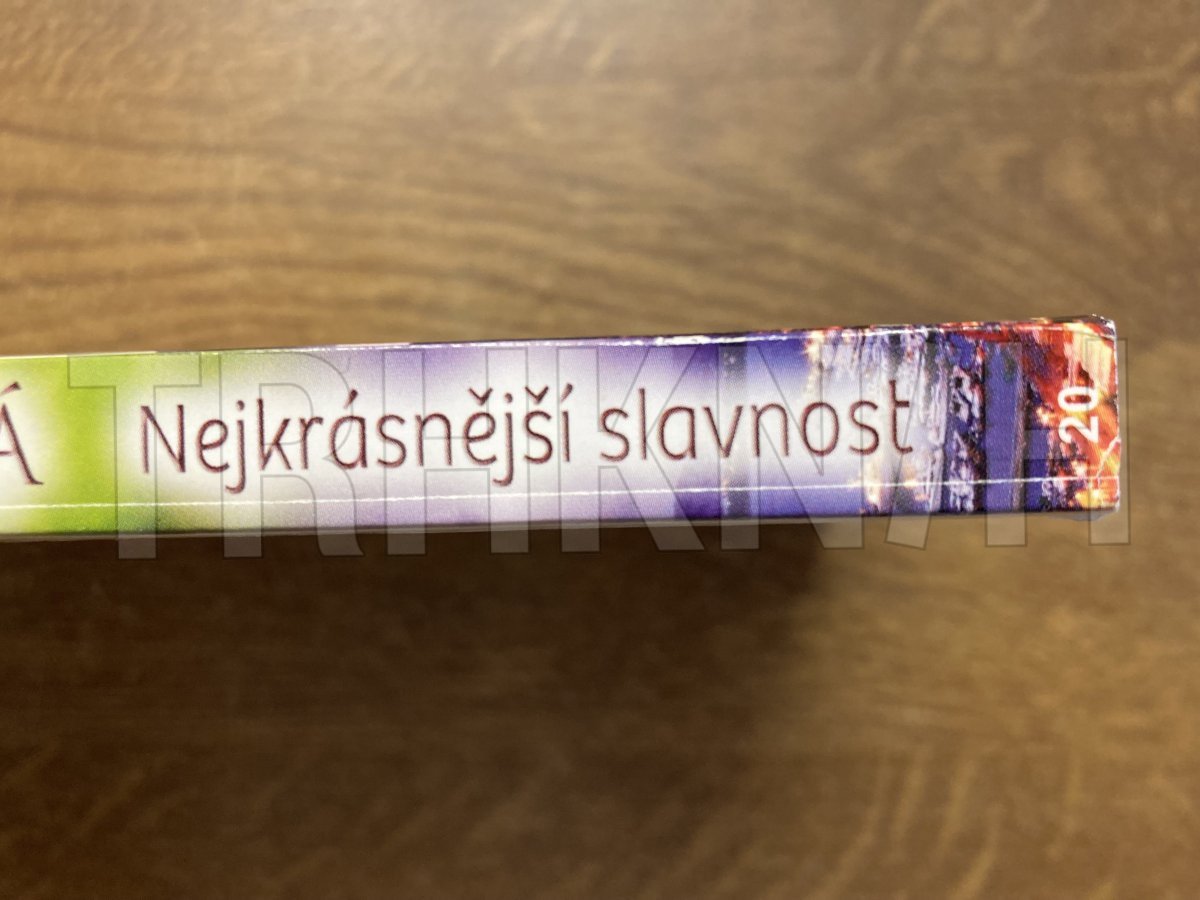 Á Nejkrásnější slavnost
20
TRHKNIH